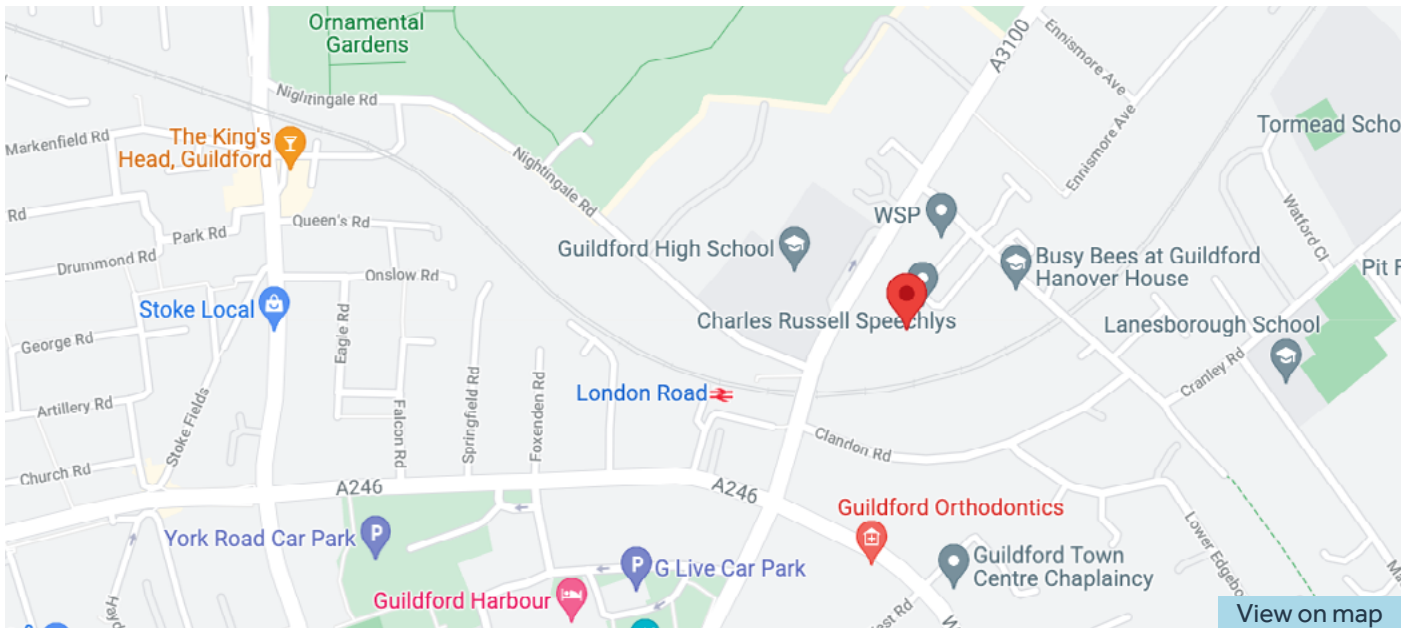 Ornamental
Gardens
A3100
Ennismore Ave
Nightingale Rd
Markenfield Rd
The King's
Head, Guildford
Tormead Scho
Ennismore Ave
Nightingale Rd
Rd
WSP
Watford Cl
Park Rd
Queen's Rd
Guildford High School
Busy Bees at Guildford
Hanover House
Drummond Rd
Onslow Rd
Pit
Stoke Local
Charles Russell Speechlys
Lanesborough School
George Rd
Eagle Rd
Cranley Rd
London Road
Artillery Rd
Stoke Fields
Falcon Rd
Springfield Rd
Foxenden Rd
Clandon Rd
Church Rd
A246
A246
Guildford Orthodontics
York Road Car Park
P
Lower Edgebo
P
G Live Car Park
Guildford Town
Centre Chaplaincy
Guildford Harbour
Rd
View on map